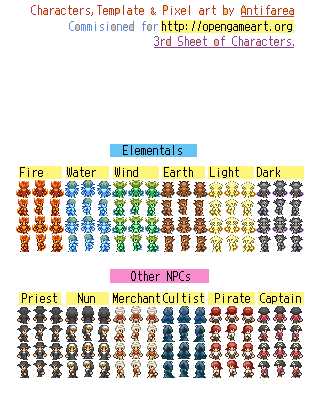 Characters, Template & Pixel art by Antifarea
Commisioned for http://opengameart.org
3rd Sheet of Characters.
Elementals
Fire Water Wind Earth Light Dark
Other NPCs
Priest Nun Merchant Cultist Pirate Captain